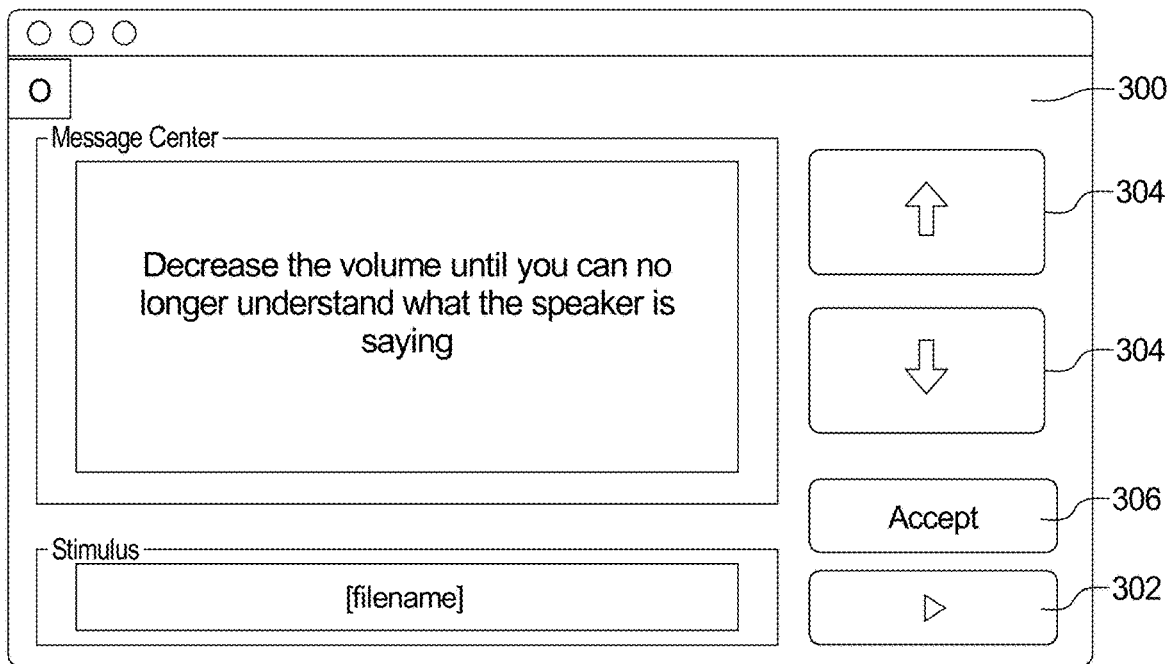 O
300
Message Center
304
Decrease the volume until you can no
longer understand what the speaker is
saying
304
Accept
306
Stimulus
[filename]
302